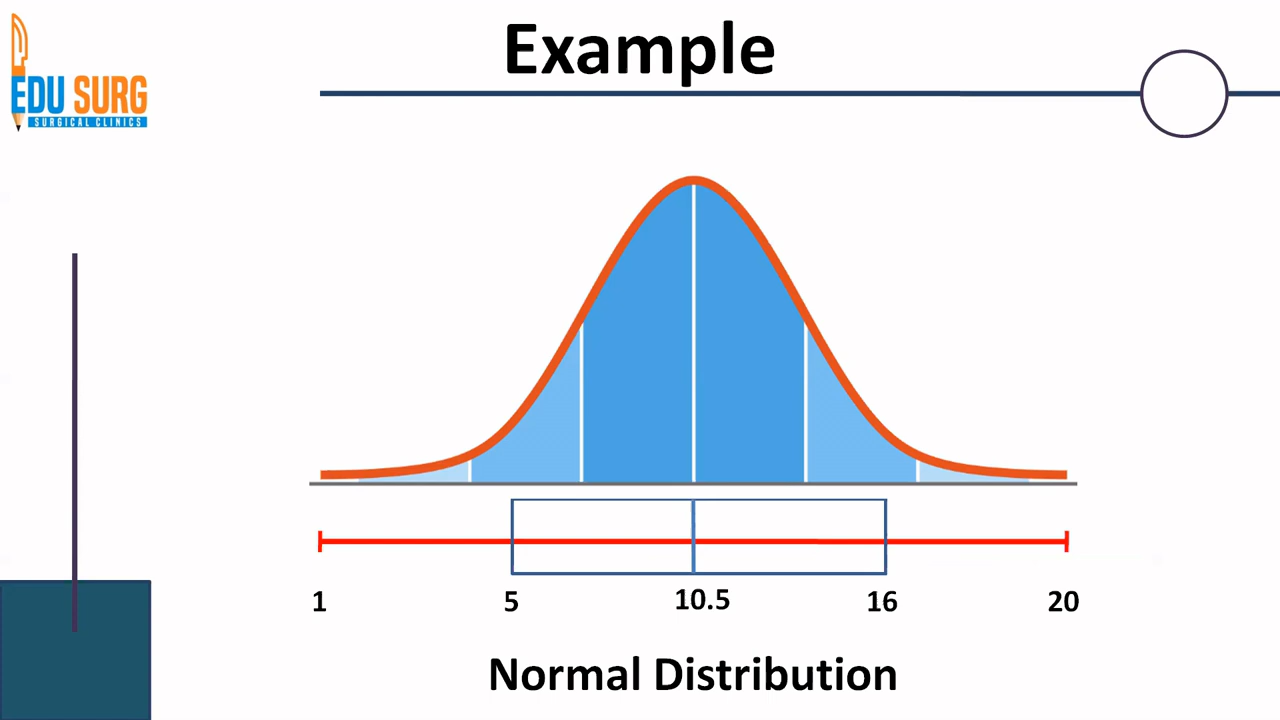 Example
EDU SURG
SURGICAL CLINICS
1 5 10.5 16 20
Normal Distribution